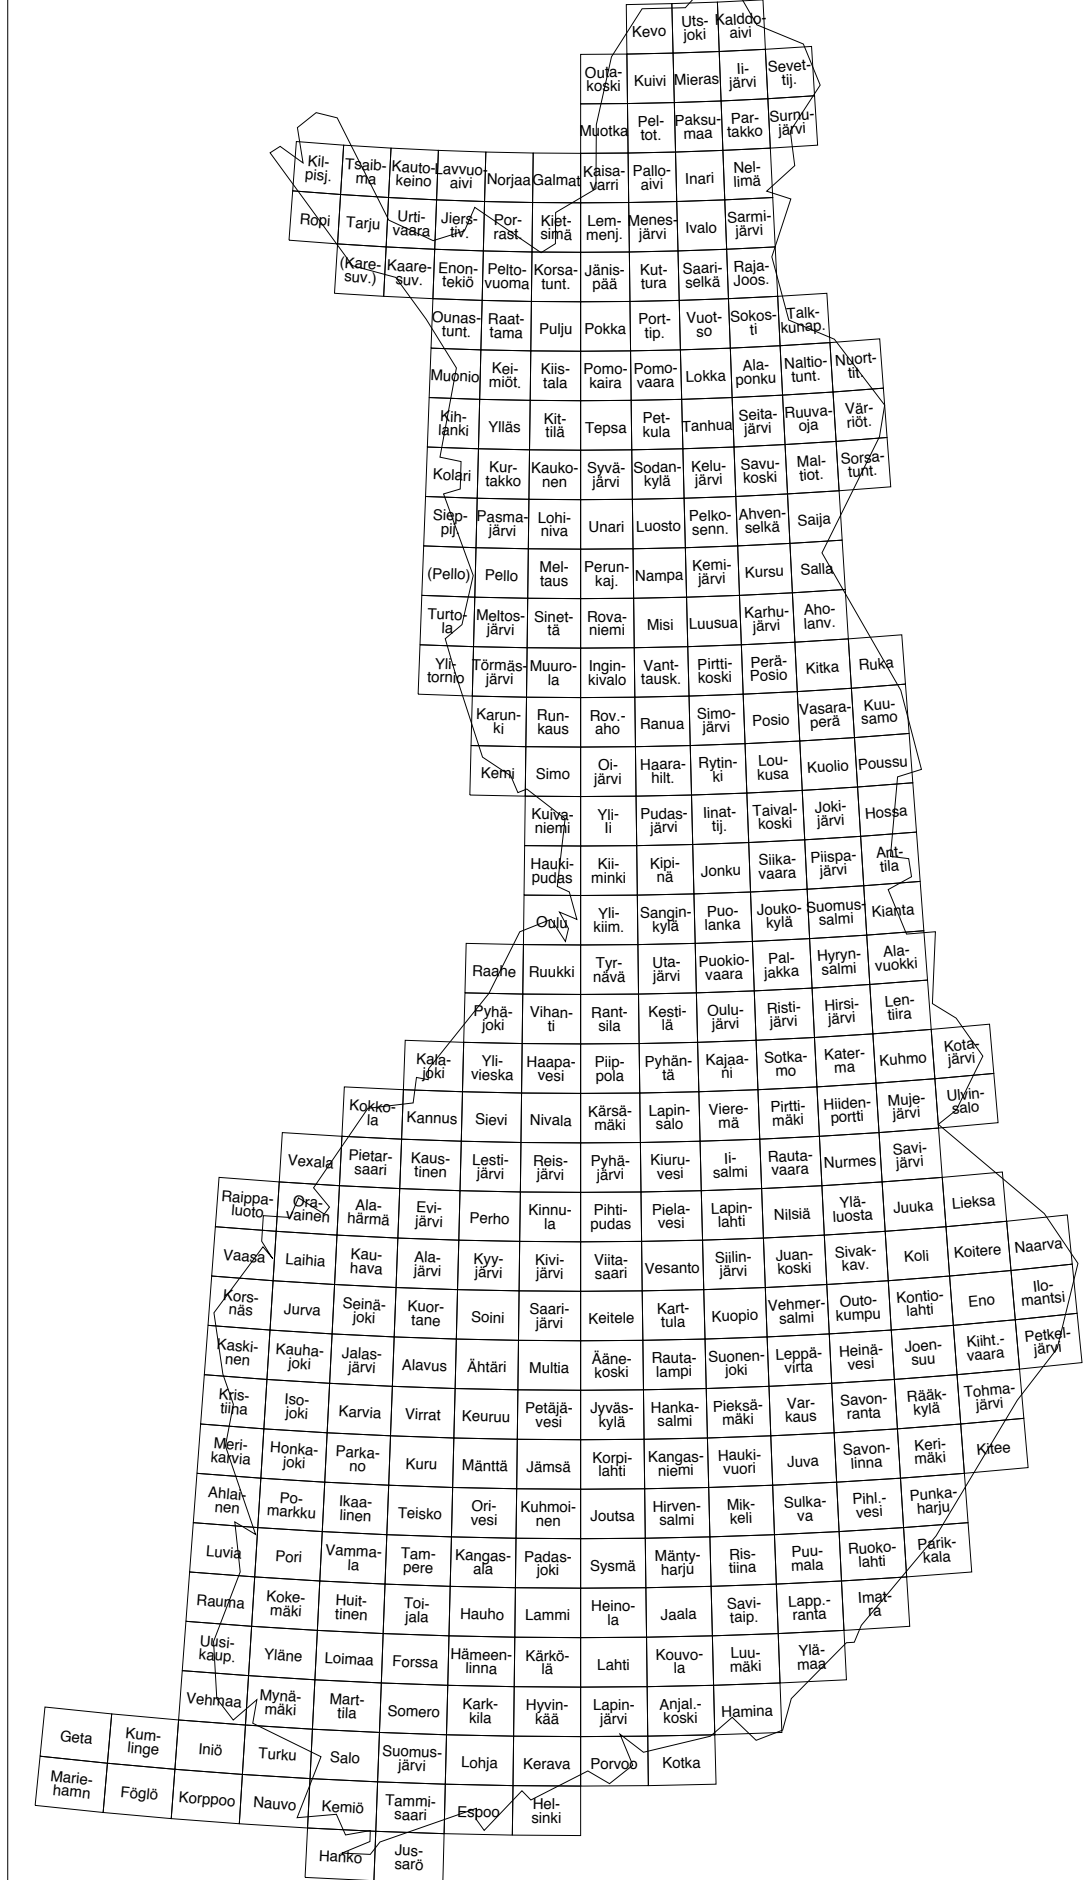 Kevo
Uts-
joki
Kalddo-
aivi
Outa-
koski
Kuivi
Mieras
Ii-
järvi
Sevet-
tij.
Muotka
Pel-
tot.
Paksu-
maa
Par-
takko
Surnu-
järvi
Kil-
pisj.
Tsaib-
ma
Kauto-
keino
Lavvuo-
aivi
Norjaa
Galmat
Kaisa-
varri
Pallo-
aivi
Inari
Nel-
limä
Ropi
Tarju
Urti-
vaara
Jiers-
tiv.
Por-
rast.
Kiet-
simä
Lem-
menj.
Menes-
järvi
Ivalo
Sarmi-
järvi
(Kare-
suv.)
Kaare-
suv.
Enon-
tekiö
Pelto-
vuoma
Korsa-
tunt.
Jänis-
pää
Kut-
tura
Saari-
selkä
Raja-
Joos.
Ounas-
tunt.
Raat-
tama
Pulju
Pokka
Port-
tip.
Vuot-
so
Sokos-
ti
Talk-
kunap.
Muonio
Kei-
miöt.
Kiis-
tala
Pomo-
kaira
Pomo-
vaara
Lokka
Ala-
ponku
Naltio-
tunt.
Nuort-
tit.
Kih-
lanki
Ylläs
Kit-
tilä
Tepsa
Pet-
kula
Tanhua
Seita-
järvi
Ruuva-
oja
Vär-
riöt.
Kolari
Kur-
takko
Kauko-
nen
Syvä-
järvi
Sodan-
kylä
Kelu-
järvi
Savu-
koski
Mal-
tiot.
Sorsa-
tunt.
Siep-
pij.
Pasma-
järvi
Lohi-
niva
Unari
Luosto
Pelko-
senn.
Ahven-
selkä
Saija
(Pello)
Pello
Mel-
taus
Perun-
kaj.
Nampa
Kemi-
järvi
Kursu
Salla
Turto-
la
Meltos-
järvi
Sinet-
tä
Rova-
niemi
Misi
Luusua
Karhu-
järvi
Aho-
lanv.
Yli-
tornio
Törmäs-
järvi
Muuro-
la
Ingin-
kivalo
Vant-
tausk.
Pirtti-
koski
Perä-
Posio
Kitka
Ruka
Karun-
ki
Run-
kaus
Rov.-
aho
Ranua
Simo-
järvi
Posio
Vasara-
perä
Kuu-
samo
Kemi
Simo
Oi-
järvi
Haara-
hilt.
Rytin-
ki
Lou-
kusa
Kuolio
Poussu
Kuiva-
niemi
Yli-
Ii
Pudas-
järvi
Iinat-
tij.
Taival-
koski
Joki-
järvi
Hossa
Hauki-
pudas
Kii-
minki
Kipi-
nä
Jonku
Siika-
vaara
Piispa-
järvi
Ant-
tila
Oulu
Yli-
kiim.
Sangin-
kylä
Puo-
lanka
Jouko-
kylä
Suomus-
salmi
Kianta
Raahe
Ruukki
Tyr-
nävä
Uta-
järvi
Puokio-
vaara
Pal-
jakka
Hyryn-
salmi
Ala-
vuokki
Pyhä-
joki
Vihan-
ti
Rant-
sila
Kesti-
lä
Oulu-
järvi
Risti-
järvi
Hirsi-
järvi
Len-
tiira
Kala-
joki
Yli-
vieska
Haapa-
vesi
Piip-
pola
Pyhän-
tä
Kajaa-
ni
Sotka-
mo
Kater-
ma
Kuhmo
Kota-
järvi
Kokko-
la
Kannus
Sievi
Nivala
Kärsä-
mäki
Lapin-
salo
Viere-
mä
Pirtti-
mäki
Hiiden-
portti
Muje-
järvi
Ulvin-
salo
Vexala
Pietar-
saari
Kaus-
tinen
Lesti-
järvi
Reis-
järvi
Pyhä-
järvi
Kiuru-
vesi
Ii-
salmi
Rauta-
vaara
Nurmes
Savi-
järvi
Raippa-
luoto
Ora-
vainen
Ala-
härmä
Evi-
järvi
Perho
Kinnu-
la
Pihti-
pudas
Piela-
vesi
Lapin-
lahti
Nilsiä
Ylä-
luosta
Juuka
Lieksa
Vaasa
Laihia
Kau-
hava
Ala-
järvi
Kyy-
järvi
Kivi-
järvi
Viita-
saari
Vesanto
Siilin-
järvi
Juan-
koski
Sivak-
kav.
Koli
Koitere
Naarva
Kors-
näs
Jurva
Seinä-
joki
Kuor-
tane
Soini
Saari-
järvi
Keitele
Kart-
tula
Kuopio
Vehmer-
salmi
Outo-
kumpu
Kontio-
lahti
Eno
Ilo-
mantsi
Kaski-
nen
Kauha-
joki
Jalas-
järvi
Alavus
Ähtäri
Multia
Ääne-
koski
Rauta-
lampi
Suonen-
joki
Leppä-
virta
Heinä-
vesi
Joen-
suu
Kiiht.-
vaara
Petkel-
järvi
Kris-
tiina
Iso-
joki
Karvia
Virrat
Keuruu
Petäjä-
vesi
Jyväs-
kylä
Hanka-
salmi
Pieksä-
mäki
Var-
kaus
Savon-
ranta
Rääk-
kylä
Tohma-
järvi
Meri-
karvia
Honka-
joki
Parka-
no
Kuru
Mänttä
Jämsä
Korpi-
lahti
Kangas-
niemi
Hauki-
vuori
Juva
Savon-
linna
Keri-
mäki
Kitee
Ahlai-
nen
Po-
markku
Ikaa-
linen
Teisko
Ori-
vesi
Kuhmoi-
nen
Joutsa
Hirven-
salmi
Mik-
keli
Sulka-
va
Pihl.-
vesi
Punka-
harju
Luvia
Pori
Vamma-
la
Tam-
pere
Kangas-
ala
Padas-
joki
Sysmä
Mänty-
harju
Ris-
tiina
Puu-
mala
Ruoko-
lahti
Parik-
kala
Rauma
Koke-
mäki
Huit-
tinen
Toi-
jala
Hauho
Lammi
Heino-
la
Jaala
Savi-
taip.
Lapp.-
ranta
Imat-
ra
Uusi-
kaup.
Yläne
Loimaa
Forssa
Hämeen-
linna
Kärkö-
lä
Lahti
Kouvo-
la
Luu-
mäki
Ylä-
maa
Vehmaa
Mynä-
mäki
Mart-
tila
Somero
Kark-
kila
Hyvin-
kää
Lapin-
järvi
Anjal.-
koski
Hamina
Geta
Kum-
linge
Iniö
Turku
Salo
Suomus-
järvi
Lohja
Kerava
Porvoo
Kotka
Marie-
hamn
Föglö
Korppoo
Nauvo
Kemiö
Tammi-
saari
Espoo
Hel-
sinki
Hanko
Jus-
sarö